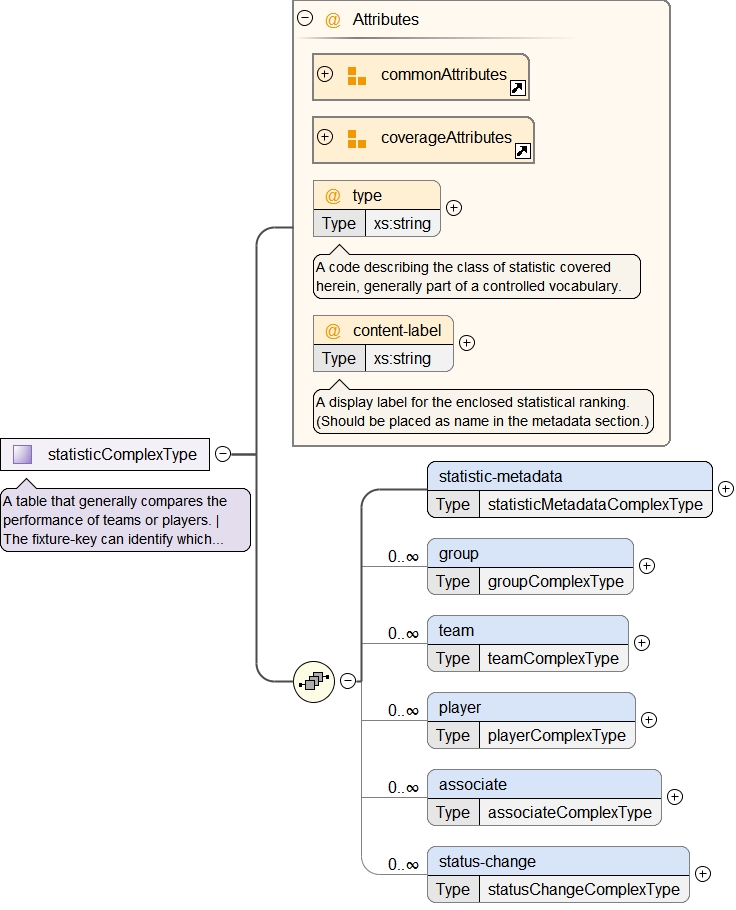 @ Attributes
commonAttributes
coverageAttributes
@ type
Type xs:string
A code describing the class of statistic covered
herein, generally part of a controlled vocabulary.
@ content-label
Type xs:string
A display label for the enclosed statistical ranking.
(Should be placed as name in the metadata section.)
statisticComplexType
A table that generally compares the
performance of teams or players. |
The fixture-key can identify which...
statistic-metadata
Type statisticMetadataComplexType
0..∞ group
Type groupComplexType
0..∞ team
Type teamComplexType
0..∞ player
Type playerComplexType
0..∞ associate
Type associateComplexType
0..∞ status-change
Type statusChangeComplexType